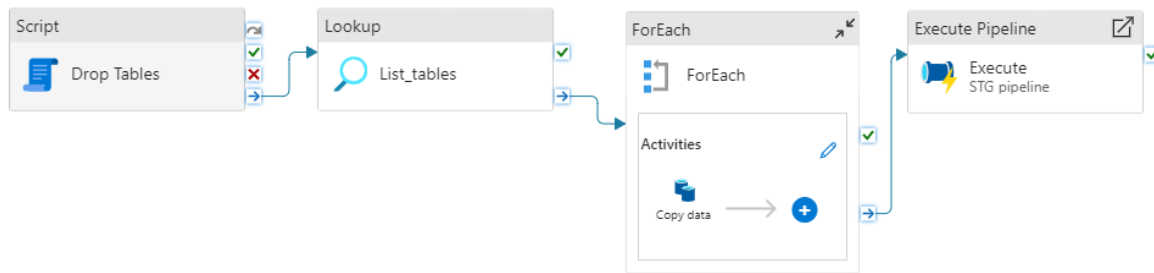 Script
Drop Tables
Lookup
List_tables
ForEach
ForEach
Activities
Copy data
Execute Pipeline
Execute
STG pipeline